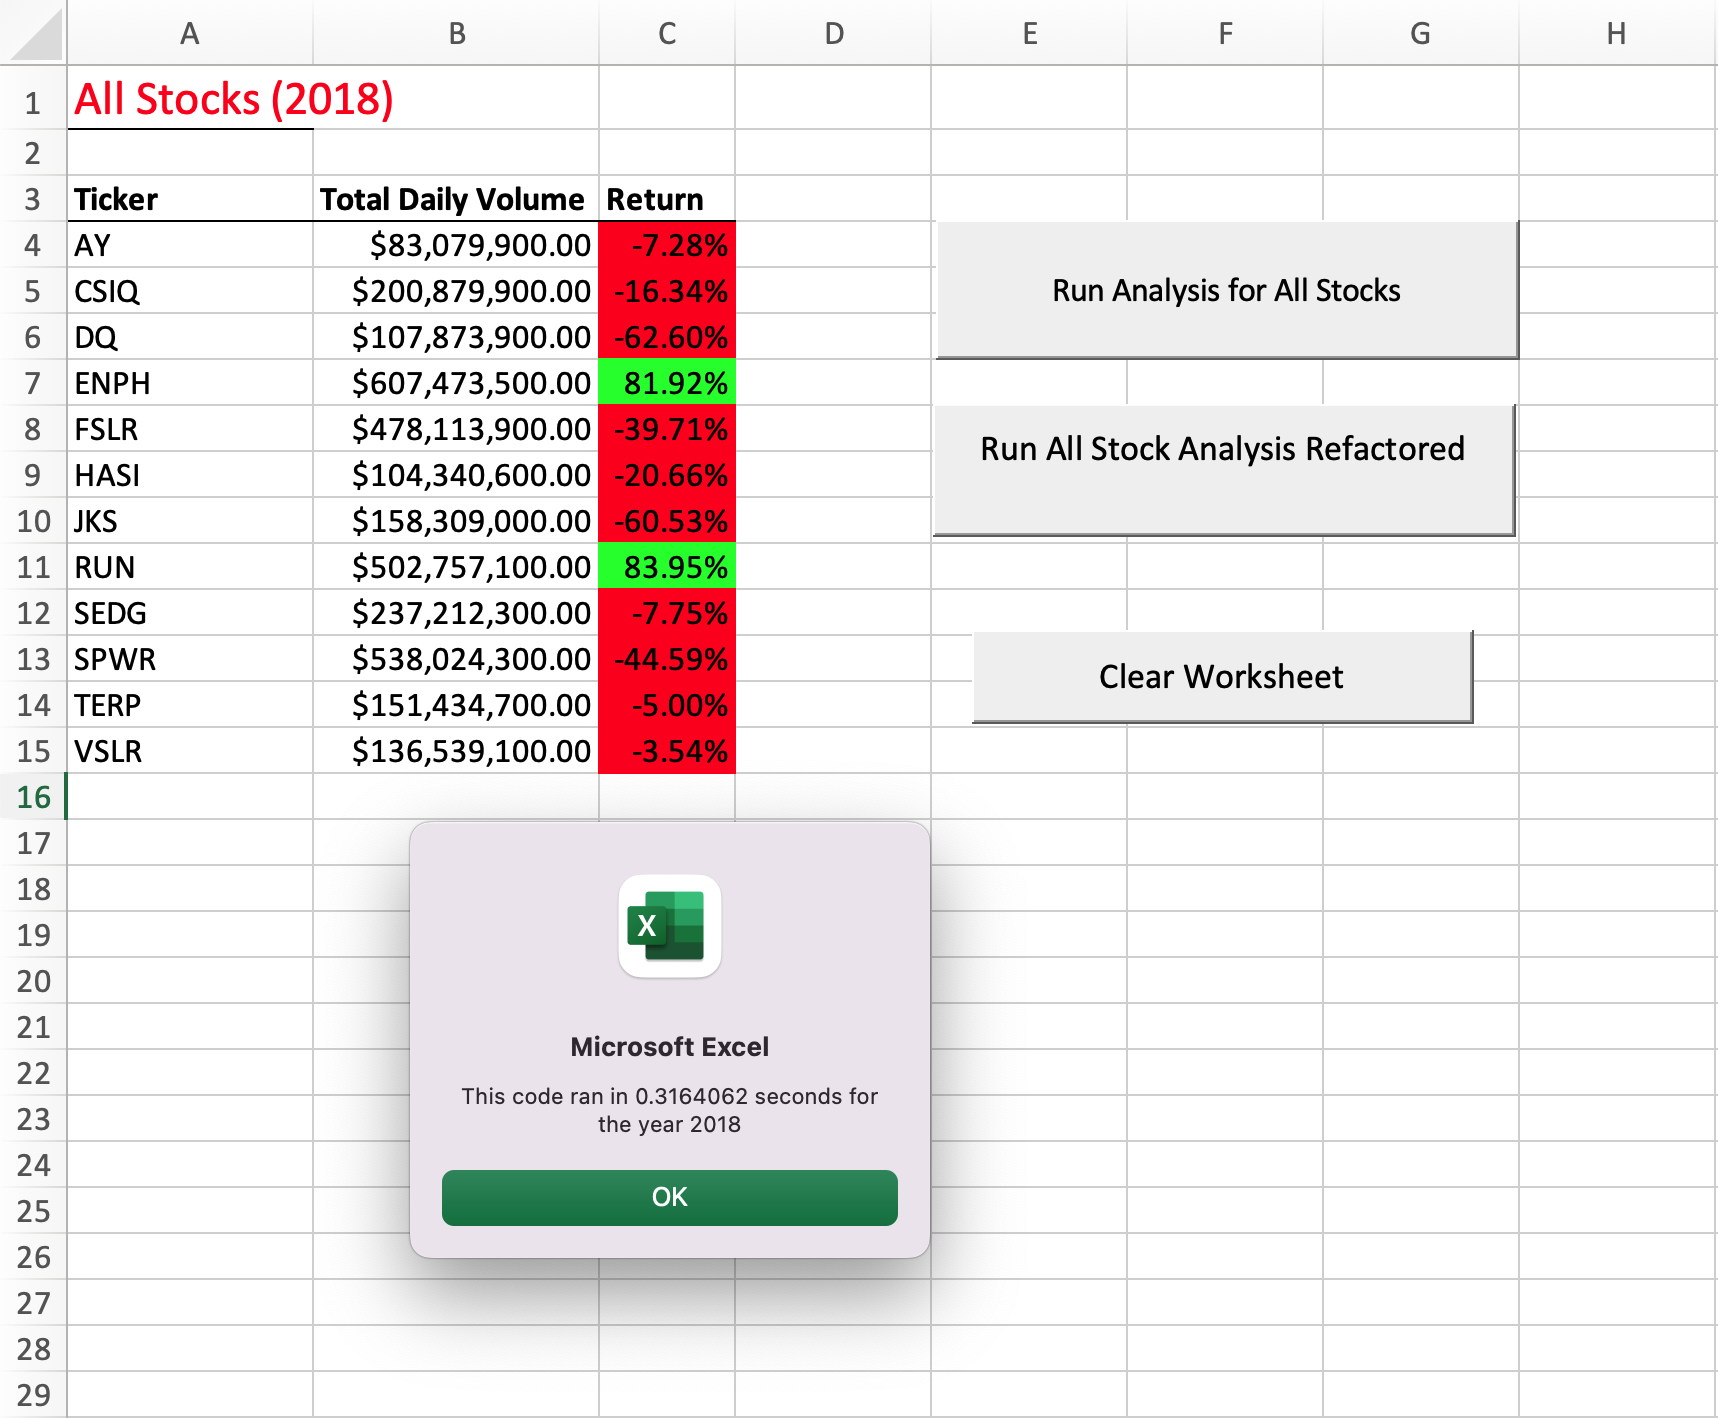 A B C D E F G H
1 All Stocks (2018)
2
3 Ticker Total Daily Volume Return
4 AY $83,079,900.00 -7.28%
5 CSIQ $200,879,900.00 -16.34%
6 DQ $107,873,900.00 -62.60%
7 ENPH $607,473,500.00 81.92%
8 FSLR $478,113,900.00 -39.71%
9 HASI $104,340,600.00 -20.66%
10 JKS $158,309,000.00 -60.53%
11 RUN $502,757,100.00 83.95%
12 SEDG $237,212,300.00 -7.75%
13 SPWR $538,024,300.00 -44.59%
14 TERP $151,434,700.00 -5.00%
15 VSLR $136,539,100.00 -3.54%
16
17
18
19
20
21
22
23
24
25
26
27
28
29
Run Analysis for All Stocks
Run All Stock Analysis Refactored
Clear Worksheet
X
Microsoft Excel
This code ran in 0.3164062 seconds for
the year 2018
OK